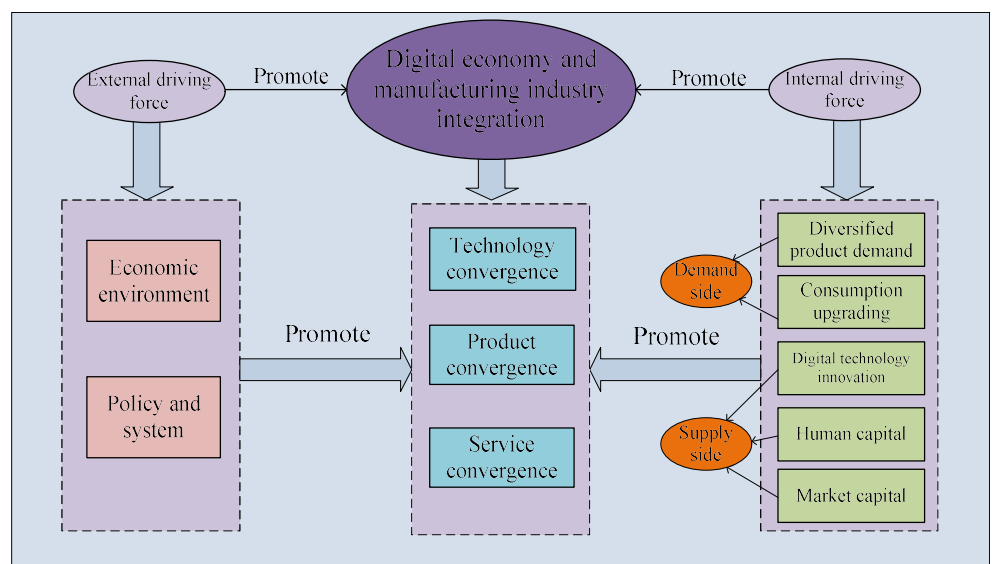 External driving
force
Promote
Digital economy and
manufacturing industry
integration
Promote
Internal driving
force
Economic
environment
Policy and
system
Promote
Technology
convergence
Product
convergence
Service
convergence
Promote
Demand
side
Supply
side
Diversified
product demand
Consumption
upgrading
Digital technology
innovation
Human capital
Market capital